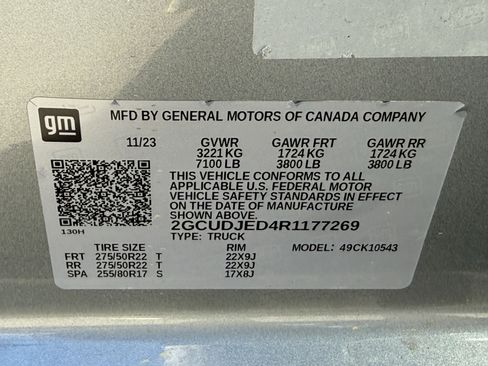 gm
MFD BY GENERAL MOTORS OF CANADA COMPANY
11/23 GVWR GAWR FRT GAWR RR
3221 KG 1724 KG 1724 KG
7100 LB 3800 LB 3800 LB
THIS VEHICLE CONFORMS TO ALL
APPLICABLE U.S. FEDERAL MOTOR
VEHICLE SAFETY STANDARDS IN EFFECT
ON THE DATE OF MANUFACTURE
SHOWN ABOVE.
130H 2GCUDJED4R1177269
TYPE: TRUCK
TIRE SIZE RIM MODEL: 49CK10543
FRT 275/50R22 T 22X9J
RR 275/50R22 T 22X9J
SPA 255/80R17 S 17X8J